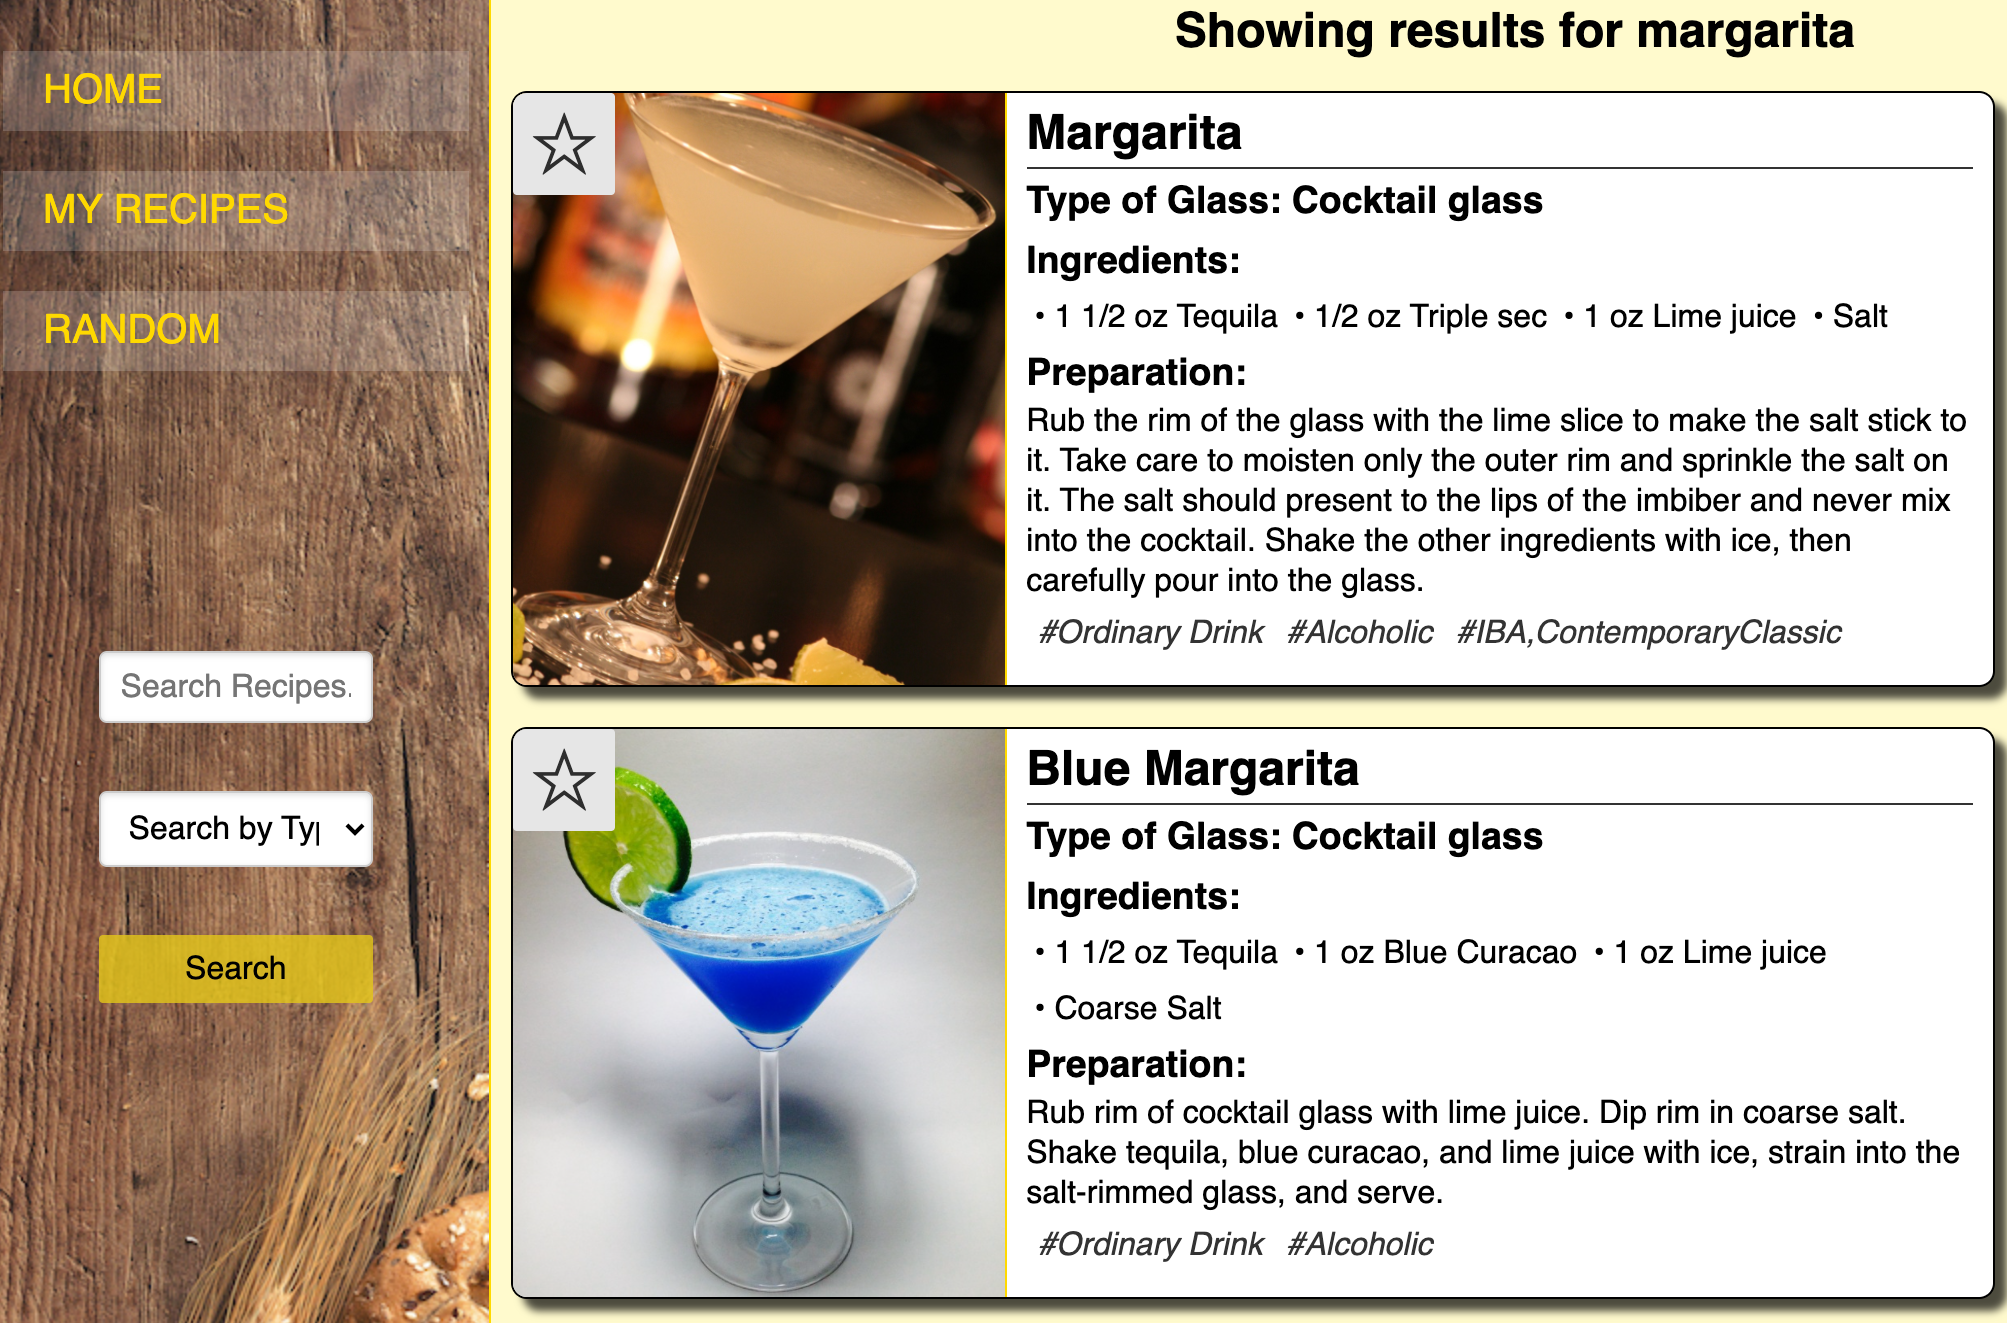 HOME
MY RECIPES
RANDOM
Search Recipes.
Search by Ty
Search
Showing results for margarita
Margarita
Type of Glass: Cocktail glass
Ingredients:
• 1 1/2 oz Tequila • 1/2 oz Triple sec • 1 oz Lime juice • Salt
Preparation:
Rub the rim of the glass with the lime slice to make the salt stick to
it. Take care to moisten only the outer rim and sprinkle the salt on
it. The salt should present to the lips of the imbiber and never mix
into the cocktail. Shake the other ingredients with ice, then
carefully pour into the glass.
#Ordinary Drink #Alcoholic #IBA,ContemporaryClassic
Blue Margarita
Type of Glass: Cocktail glass
Ingredients:
• 1 1/2 oz Tequila • 1 oz Blue Curacao • 1 oz Lime juice
• Coarse Salt
Preparation:
Rub rim of cocktail glass with lime juice. Dip rim in coarse salt.
Shake tequila, blue curacao, and lime juice with ice, strain into the
salt-rimmed glass, and serve.
#Ordinary Drink #Alcoholic